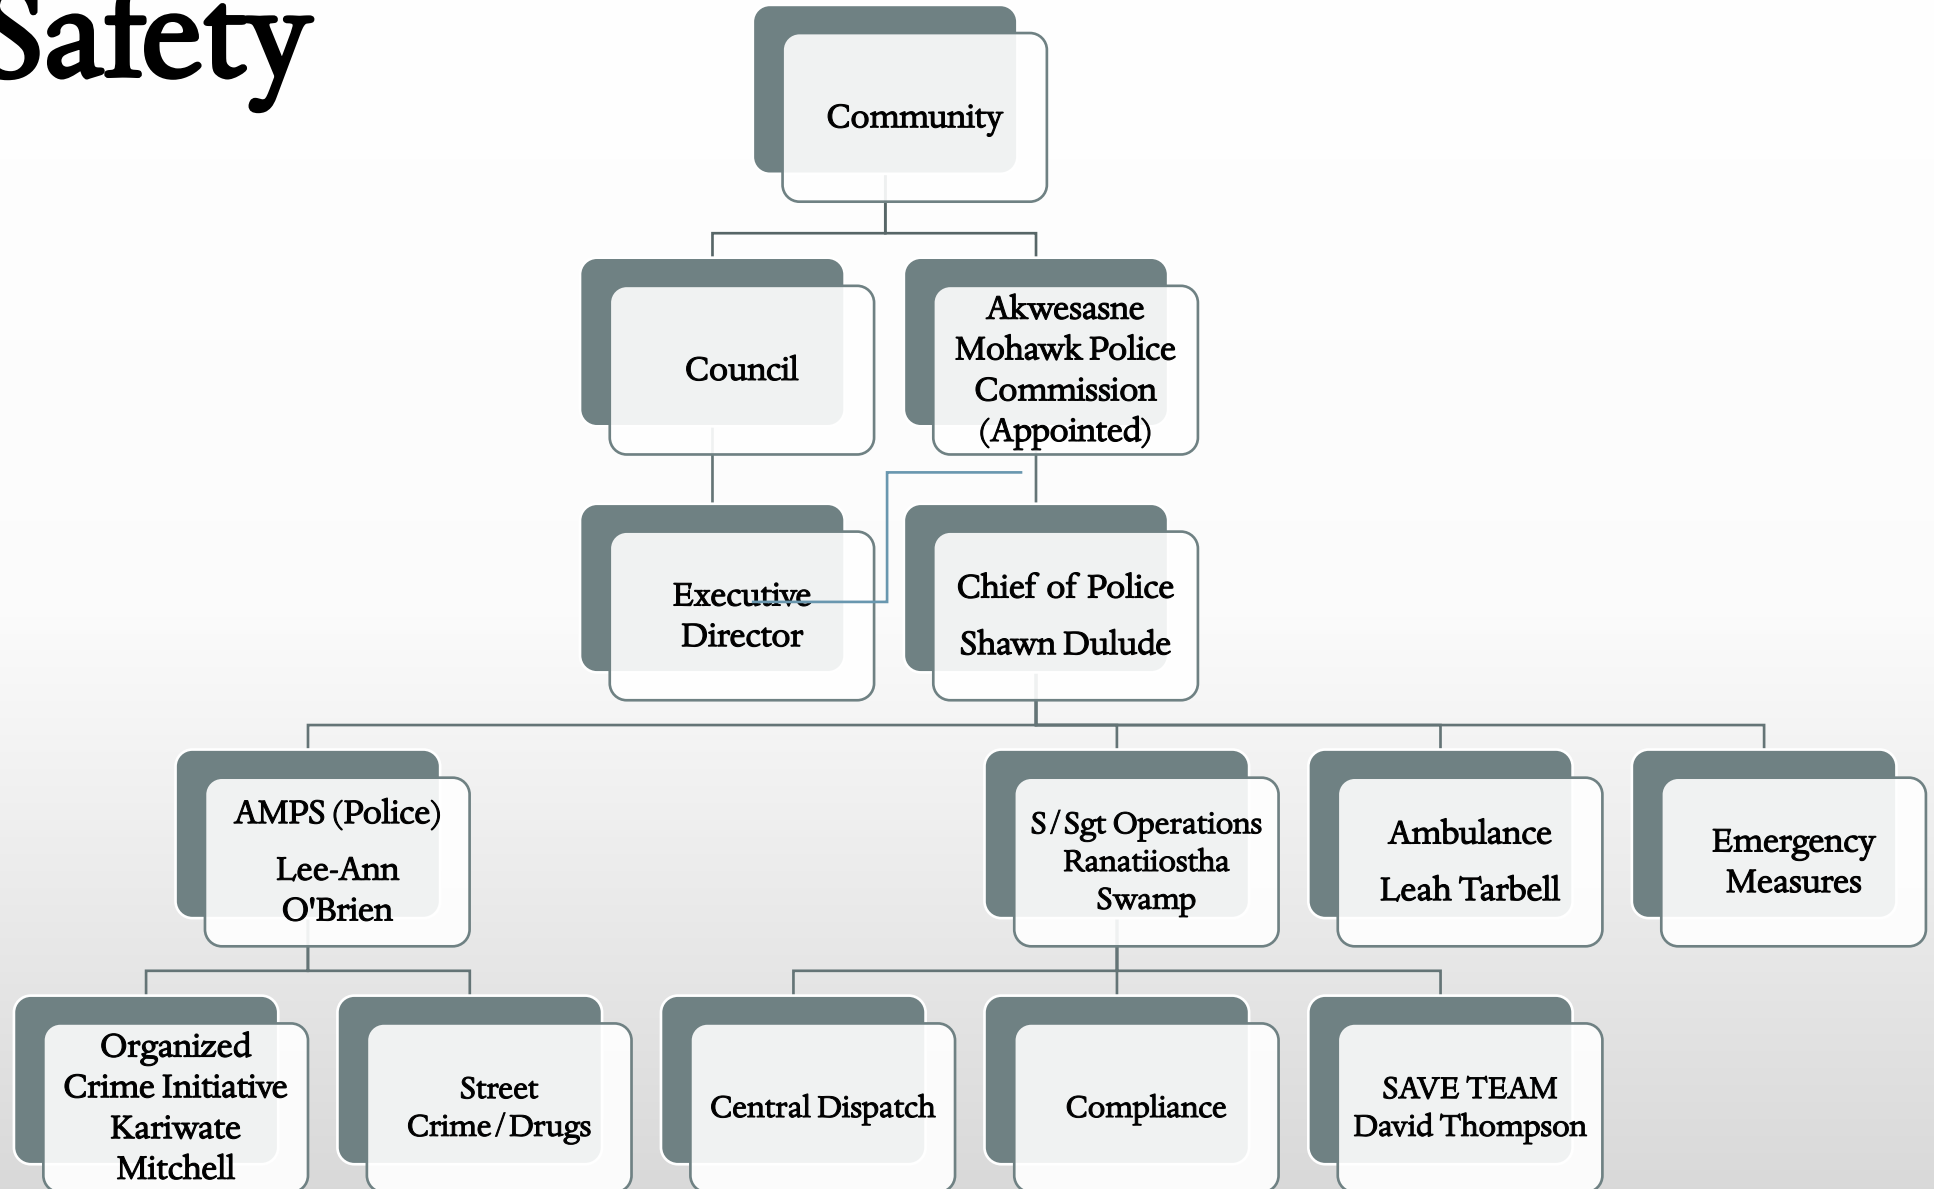 Safety
Community
Council
Akwesasne
Mohawk Police
Commission
(Appointed)
Executive
Director
Chief of Police
Shawn Dulude
AMPS (Police)
Lee-Ann
O'Brien
S/Sgt Operations
Ranatiiostha
Swamp
Ambulance
Leah Tarbell
Emergency
Measures
Organized
Crime Initiative
Kariwate
Mitchell
Street
Crime/Drugs
Central Dispatch
Compliance
SAVE TEAM
David Thompson